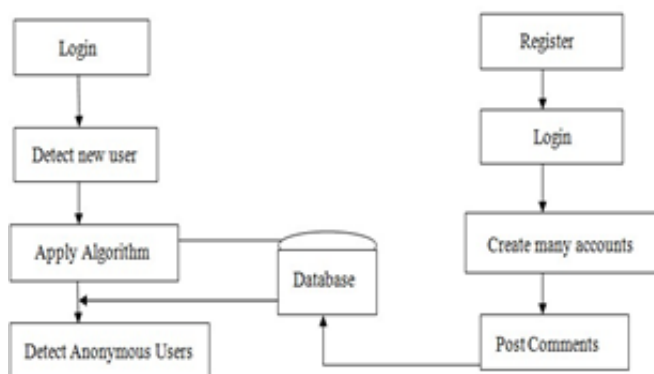 Login
Detect new user
Apply Algorithm
Detect Anonymous Users
Database
Register
Login
Create many accounts
Post Comments